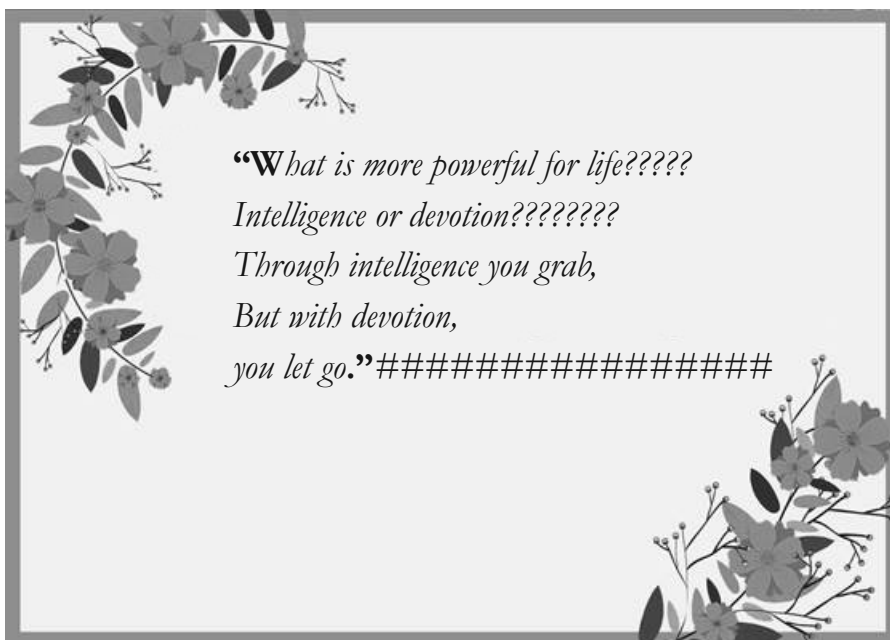 “What is more powerful for life?????
Intelligence or devotion????????
Through intelligence you grab,
But with devotion,
you let go.”################